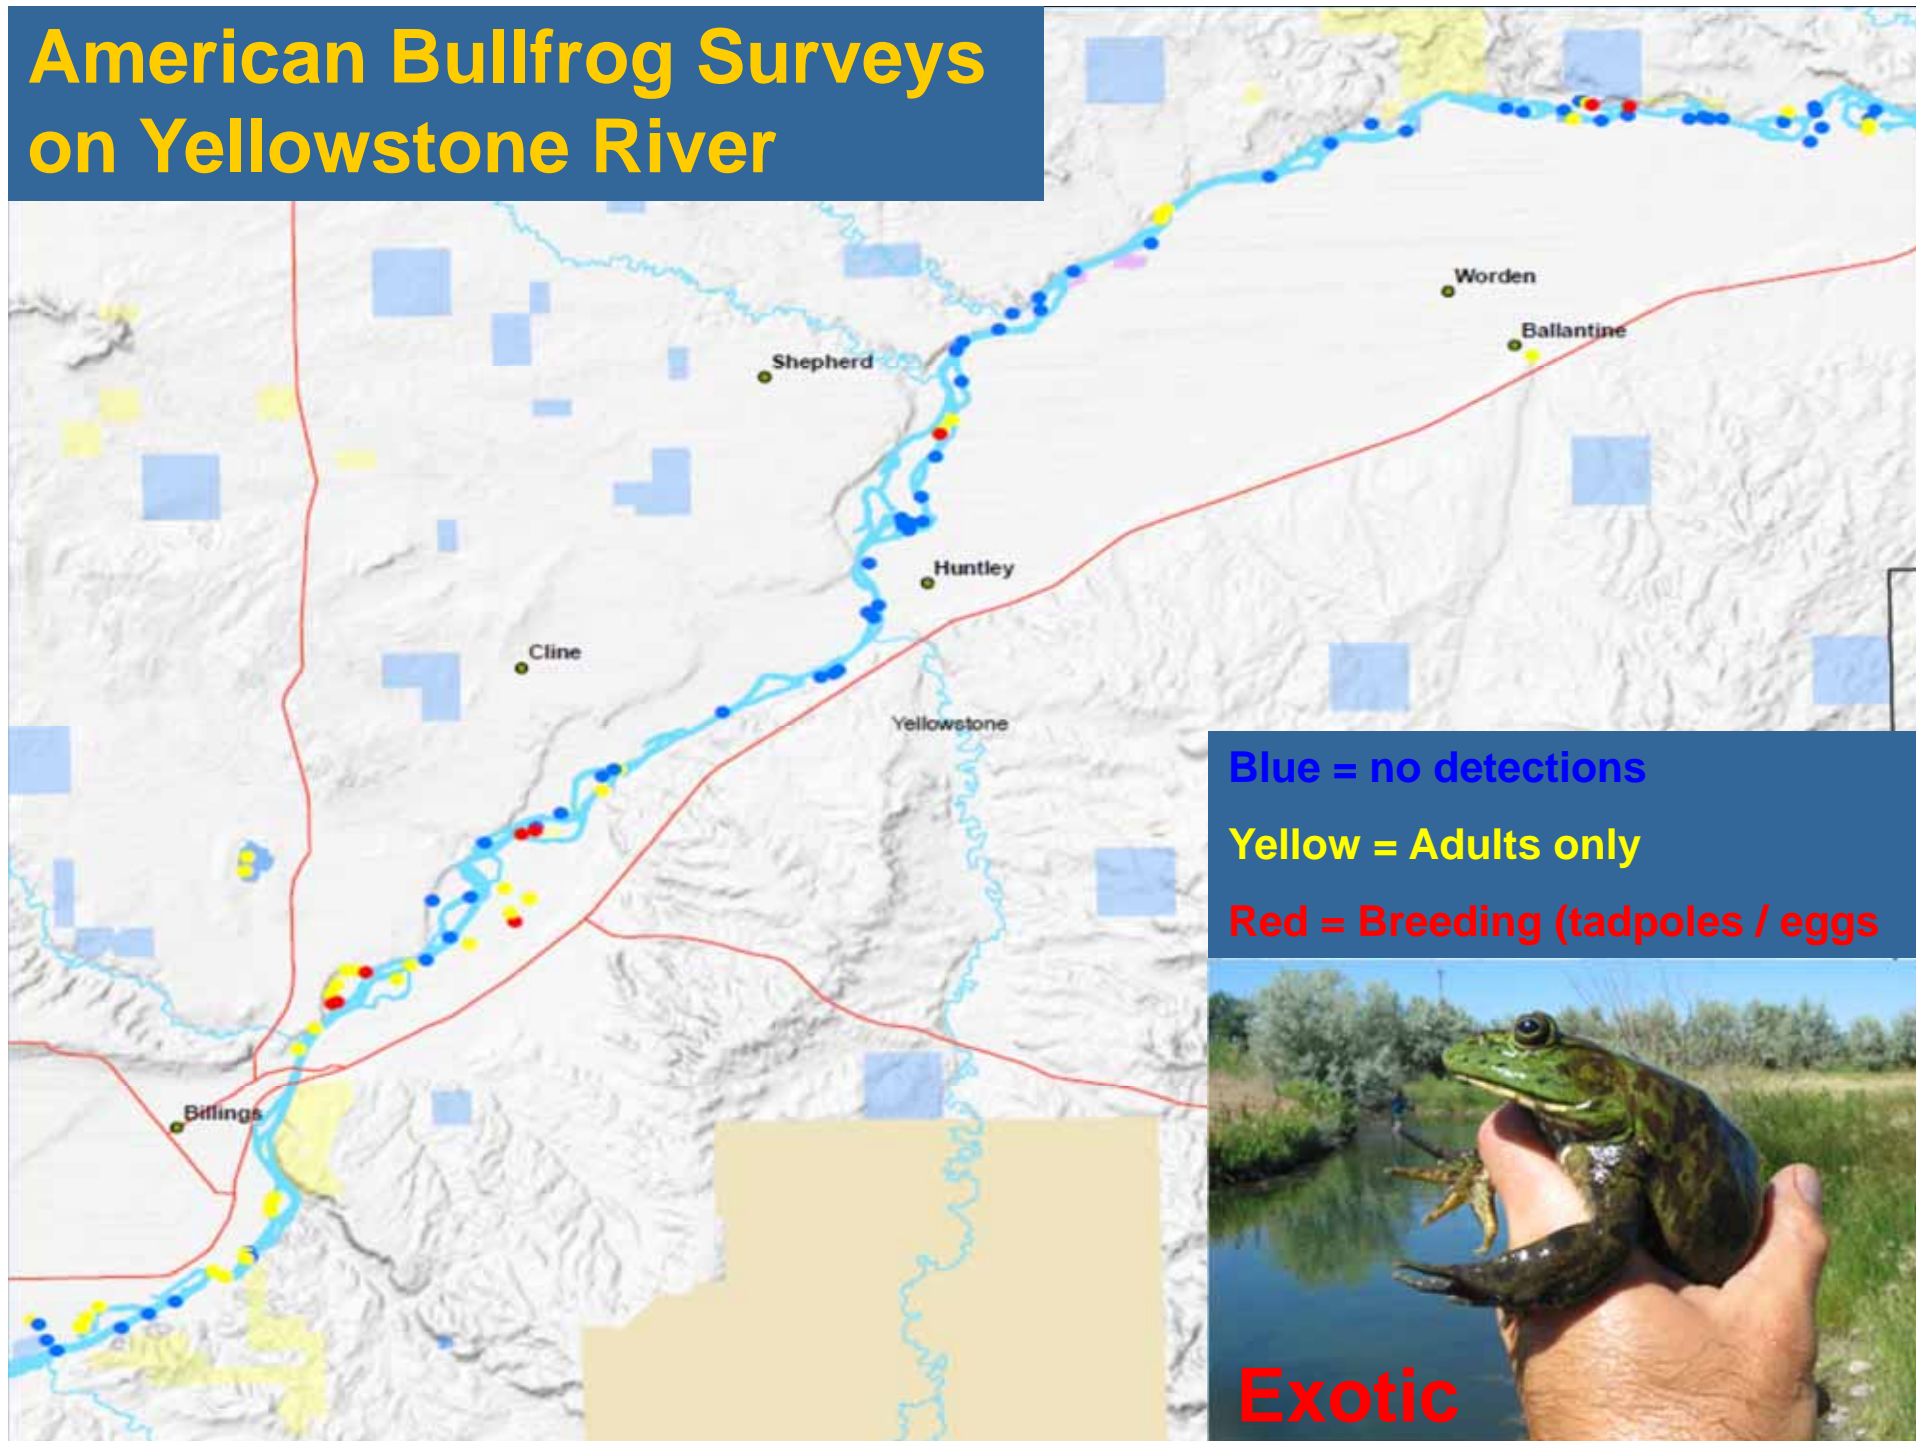 American Bullfrog Surveys
on Yellowstone River
Worden
Ballantine
Shepherd
Huntley
Cline
Yellowstone
Blue = no detections
Yellow = Adults only
Red = Breeding (tadpoles / eggs
Billings
Exotic